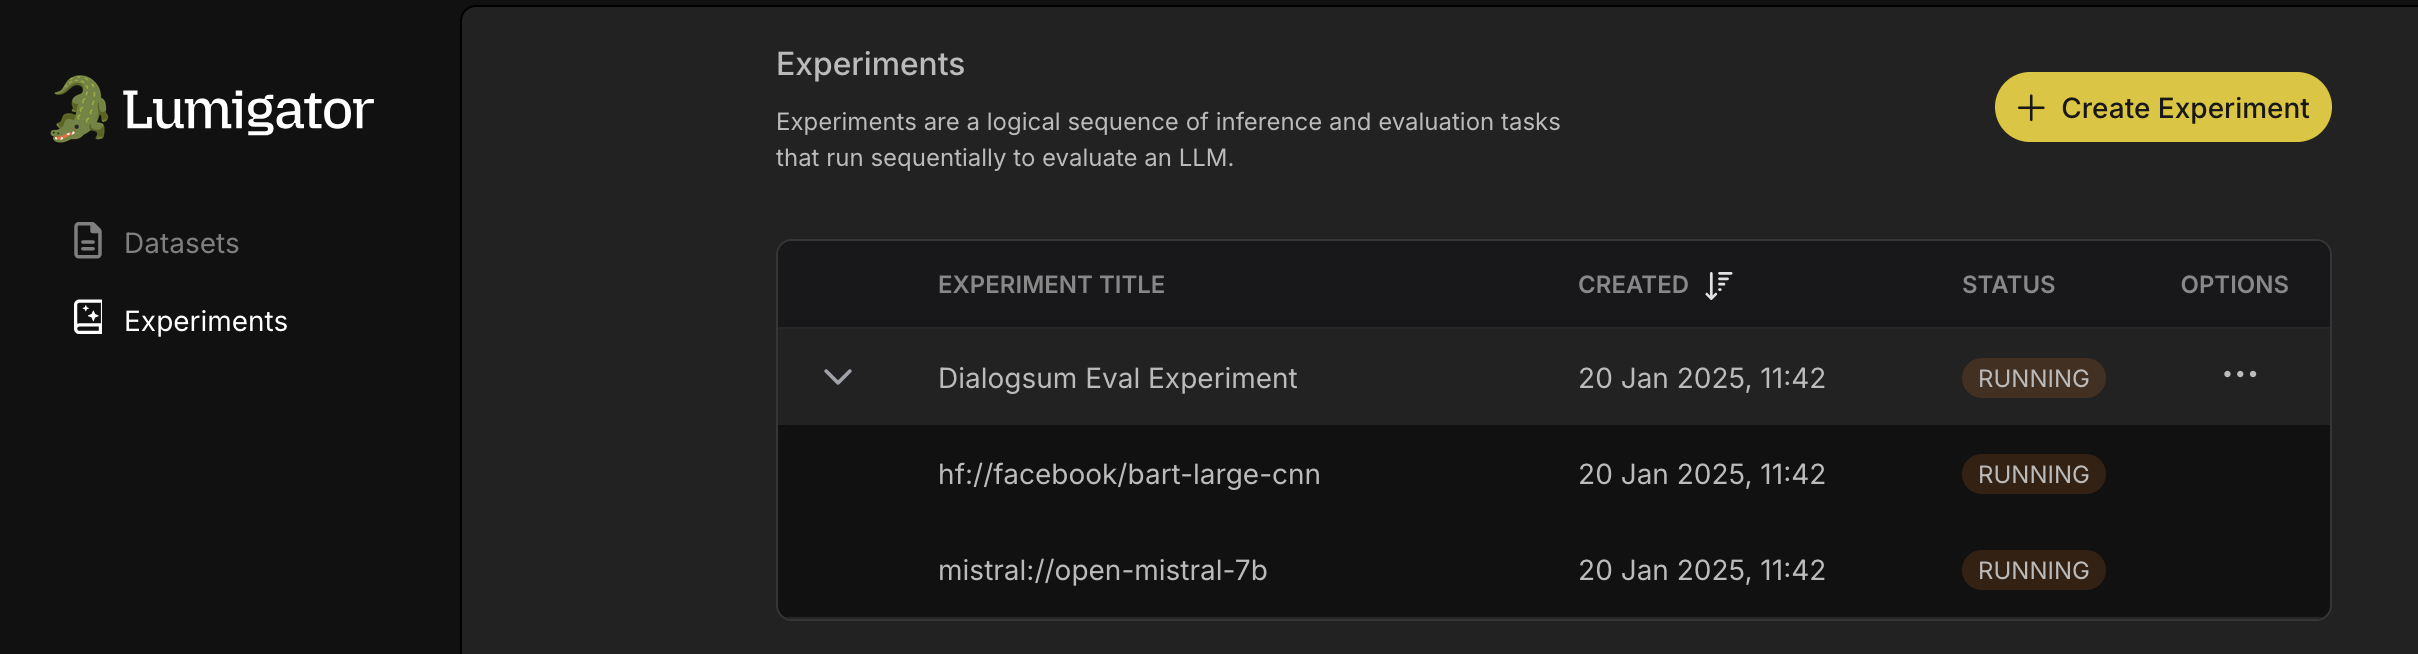 Lumigator
Datasets
Experiments
Experiments
Experiments are a logical sequence of inference and evaluation tasks
that run sequentially to evaluate an LLM.
+ Create Experiment
EXPERIMENT TITLE CREATED STATUS OPTIONS
Dialogsum Eval Experiment 20 Jan 2025, 11:42 RUNNING ...
hf://facebook/bart-large-cnn 20 Jan 2025, 11:42 RUNNING
mistral://open-mistral-7b 20 Jan 2025, 11:42 RUNNING